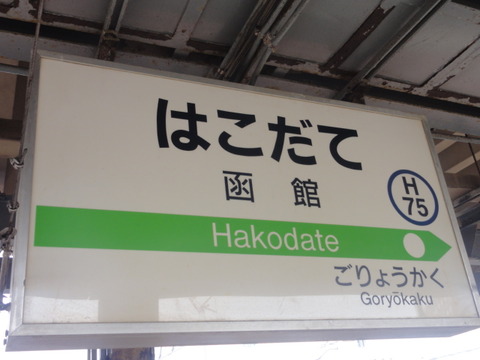 はこだて
函館
H
75
Hakodate
ごりょうかく
Goryōkaku